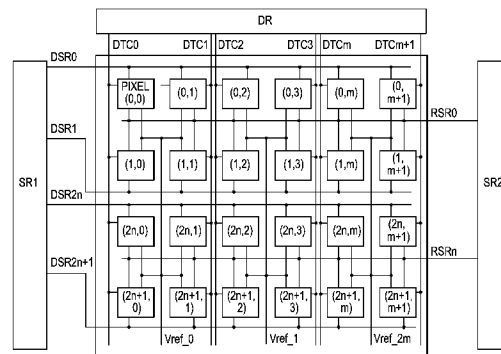 DR
DTC0 DTC1 DTC2 DTC3 DTCm DTCm+1
DSR0
PIXEL
(0,0) (0,1) (0,2) (0,3) (0,m) (0,
m+1)
RSR0
DSR1
(1,0) (1,1) (1,2) (1,3) (1,m) (1,
m+1)
SR1 SR2
DSR2n
(2n,0) (2n,1) (2n,2) (2n,3) (2n,m) (2n,
m+1)
RSRn
DSR2n+1
(2n+1, (2n+1, (2n+1, (2n+1, (2n+1, (2n+1,
0) 1) 2) 3) m) m+1)
Vref_0 Vref_1 Vref_2m